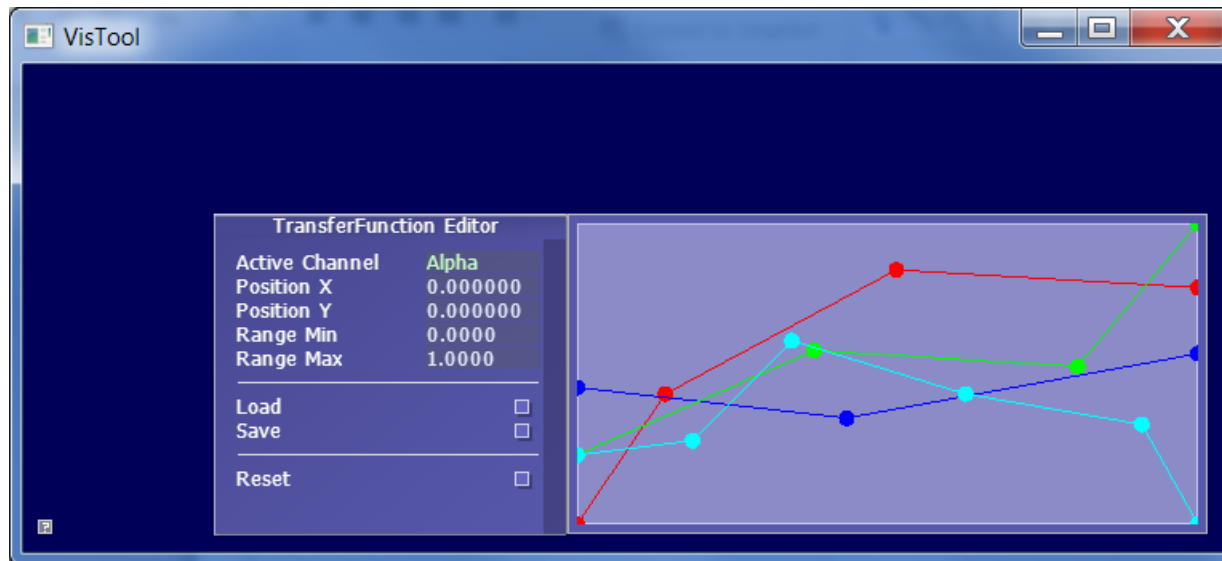 VisTool
TransferFunction Editor
Active Channel Alpha
Position X 0.000000
Position Y 0.000000
Range Min 0.0000
Range Max 1.0000
Load
Save
Reset
?